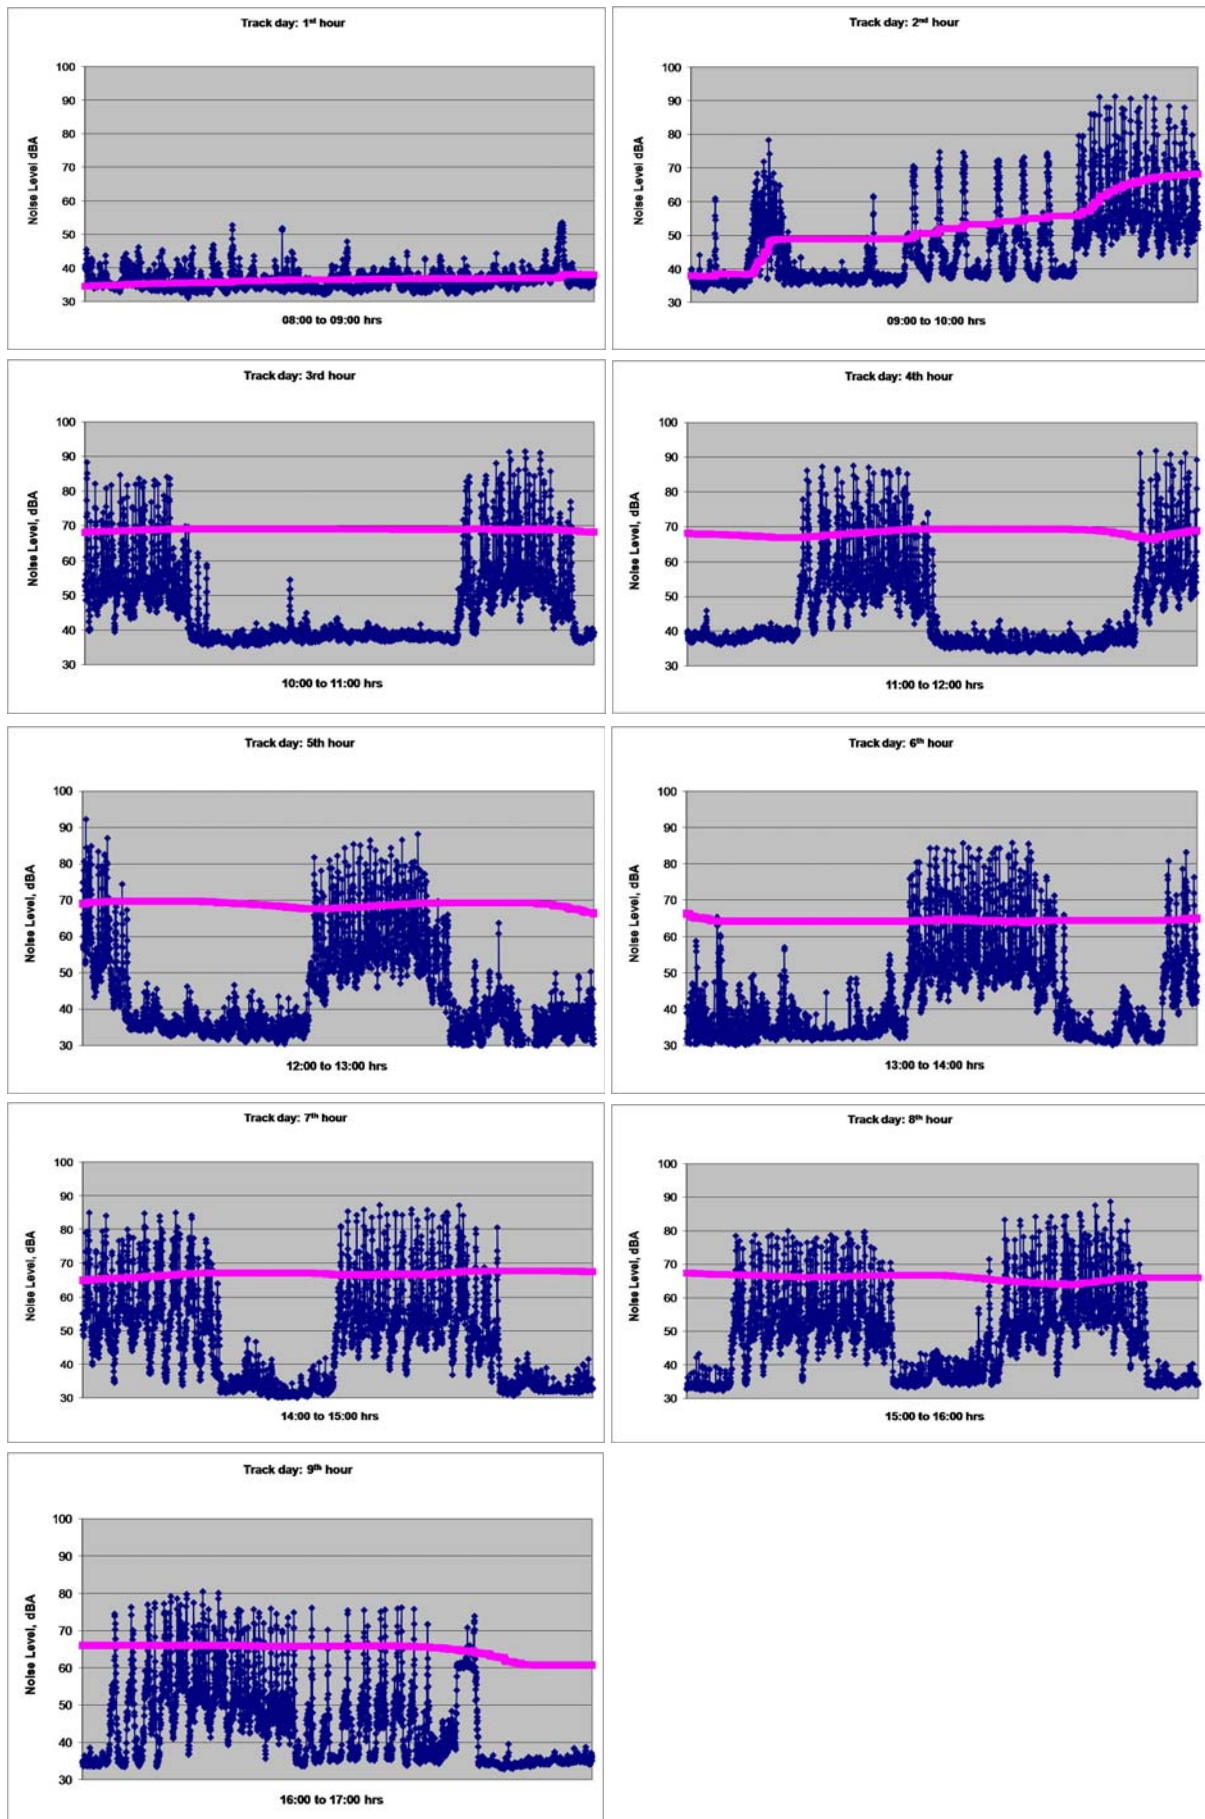 Track day: 1st hour
Noise Level dBA
100
90
80
70
60
50
40
30
08:00 to 09:00 hrs
Track day: 2nd hour
Noise Level dBA
100
90
80
70
60
50
40
30
09:00 to 10:00 hrs
Track day: 3rd hour
Noise Level, dBA
100
90
80
70
60
50
40
30
10:00 to 11:00 hrs
Track day: 4th hour
Noise Level, dBA
100
90
80
70
60
50
40
30
11:00 to 12:00 hrs
Track day: 5th hour
Noise Level, dBA
100
90
80
70
60
50
40
30
12:00 to 13:00 hrs
Track day: 6th hour
Noise Level, dBA
100
90
80
70
60
50
40
30
13:00 to 14:00 hrs
Track day: 7th hour
Noise Level, dBA
100
90
80
70
60
50
40
30
14:00 to 15:00 hrs
Track day: 8th hour
Noise Level, dBA
100
90
80
70
60
50
40
30
15:00 to 16:00 hrs
Track day: 9th hour
Noise Level, dBA
100
90
80
70
60
50
40
30
16:00 to 17:00 hrs